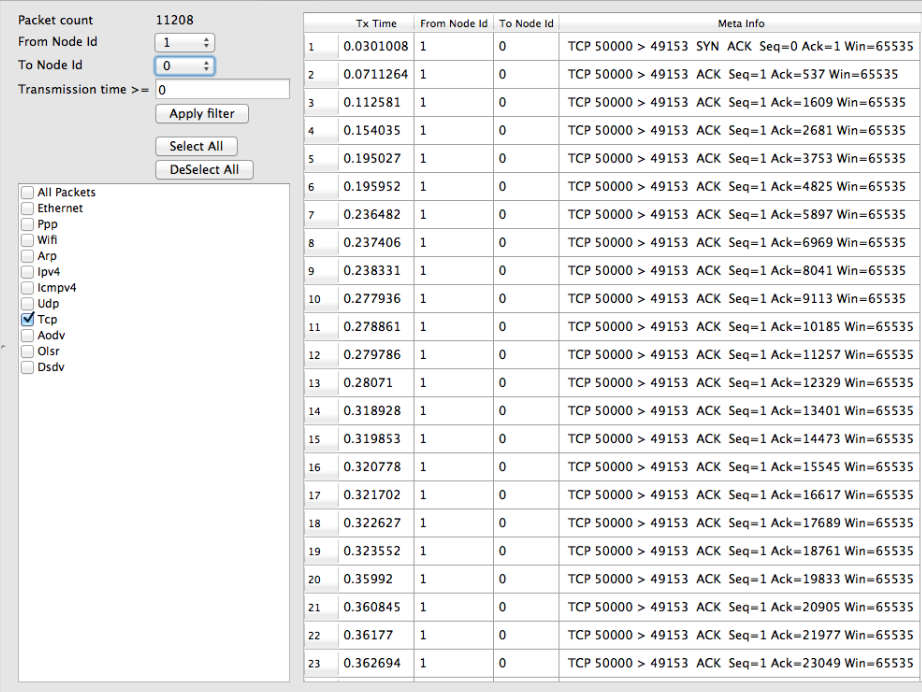 Packet count 11208
From Node Id 1
To Node Id 0
Transmission time >= 0
Apply filter
Select All
DeSelect All
All Packets
Ethernet
Ppp
Wifi
Arp
Ipv4
Icmpv4
Udp
Tcp
Aodv
Olsr
Dsdv
Tx Time From Node Id To Node Id Meta Info
1 0.0301008 1 0 TCP 50000 > 49153 SYN ACK Seq=0 Ack=1 Win=65535
2 0.0711264 1 0 TCP 50000 > 49153 ACK Seq=1 Ack=537 Win=65535
3 0.112581 1 0 TCP 50000 > 49153 ACK Seq=1 Ack=1609 Win=65535
4 0.154035 1 0 TCP 50000 > 49153 ACK Seq=1 Ack=2681 Win=65535
5 0.195027 1 0 TCP 50000 > 49153 ACK Seq=1 Ack=3753 Win=65535
6 0.195952 1 0 TCP 50000 > 49153 ACK Seq=1 Ack=4825 Win=65535
7 0.236482 1 0 TCP 50000 > 49153 ACK Seq=1 Ack=5897 Win=65535
8 0.237406 1 0 TCP 50000 > 49153 ACK Seq=1 Ack=6969 Win=65535
9 0.238331 1 0 TCP 50000 > 49153 ACK Seq=1 Ack=8041 Win=65535
10 0.277936 1 0 TCP 50000 > 49153 ACK Seq=1 Ack=9113 Win=65535
11 0.278861 1 0 TCP 50000 > 49153 ACK Seq=1 Ack=10185 Win=65535
12 0.279786 1 0 TCP 50000 > 49153 ACK Seq=1 Ack=11257 Win=65535
13 0.28071 1 0 TCP 50000 > 49153 ACK Seq=1 Ack=12329 Win=65535
14 0.318928 1 0 TCP 50000 > 49153 ACK Seq=1 Ack=13401 Win=65535
15 0.319853 1 0 TCP 50000 > 49153 ACK Seq=1 Ack=14473 Win=65535
16 0.320778 1 0 TCP 50000 > 49153 ACK Seq=1 Ack=15545 Win=65535
17 0.321702 1 0 TCP 50000 > 49153 ACK Seq=1 Ack=16617 Win=65535
18 0.322627 1 0 TCP 50000 > 49153 ACK Seq=1 Ack=17689 Win=65535
19 0.323552 1 0 TCP 50000 > 49153 ACK Seq=1 Ack=18761 Win=65535
20 0.35992 1 0 TCP 50000 > 49153 ACK Seq=1 Ack=19833 Win=65535
21 0.360845 1 0 TCP 50000 > 49153 ACK Seq=1 Ack=20905 Win=65535
22 0.36177 1 0 TCP 50000 > 49153 ACK Seq=1 Ack=21977 Win=65535
23 0.362694 1 0 TCP 50000 > 49153 ACK Seq=1 Ack=23049 Win=65535